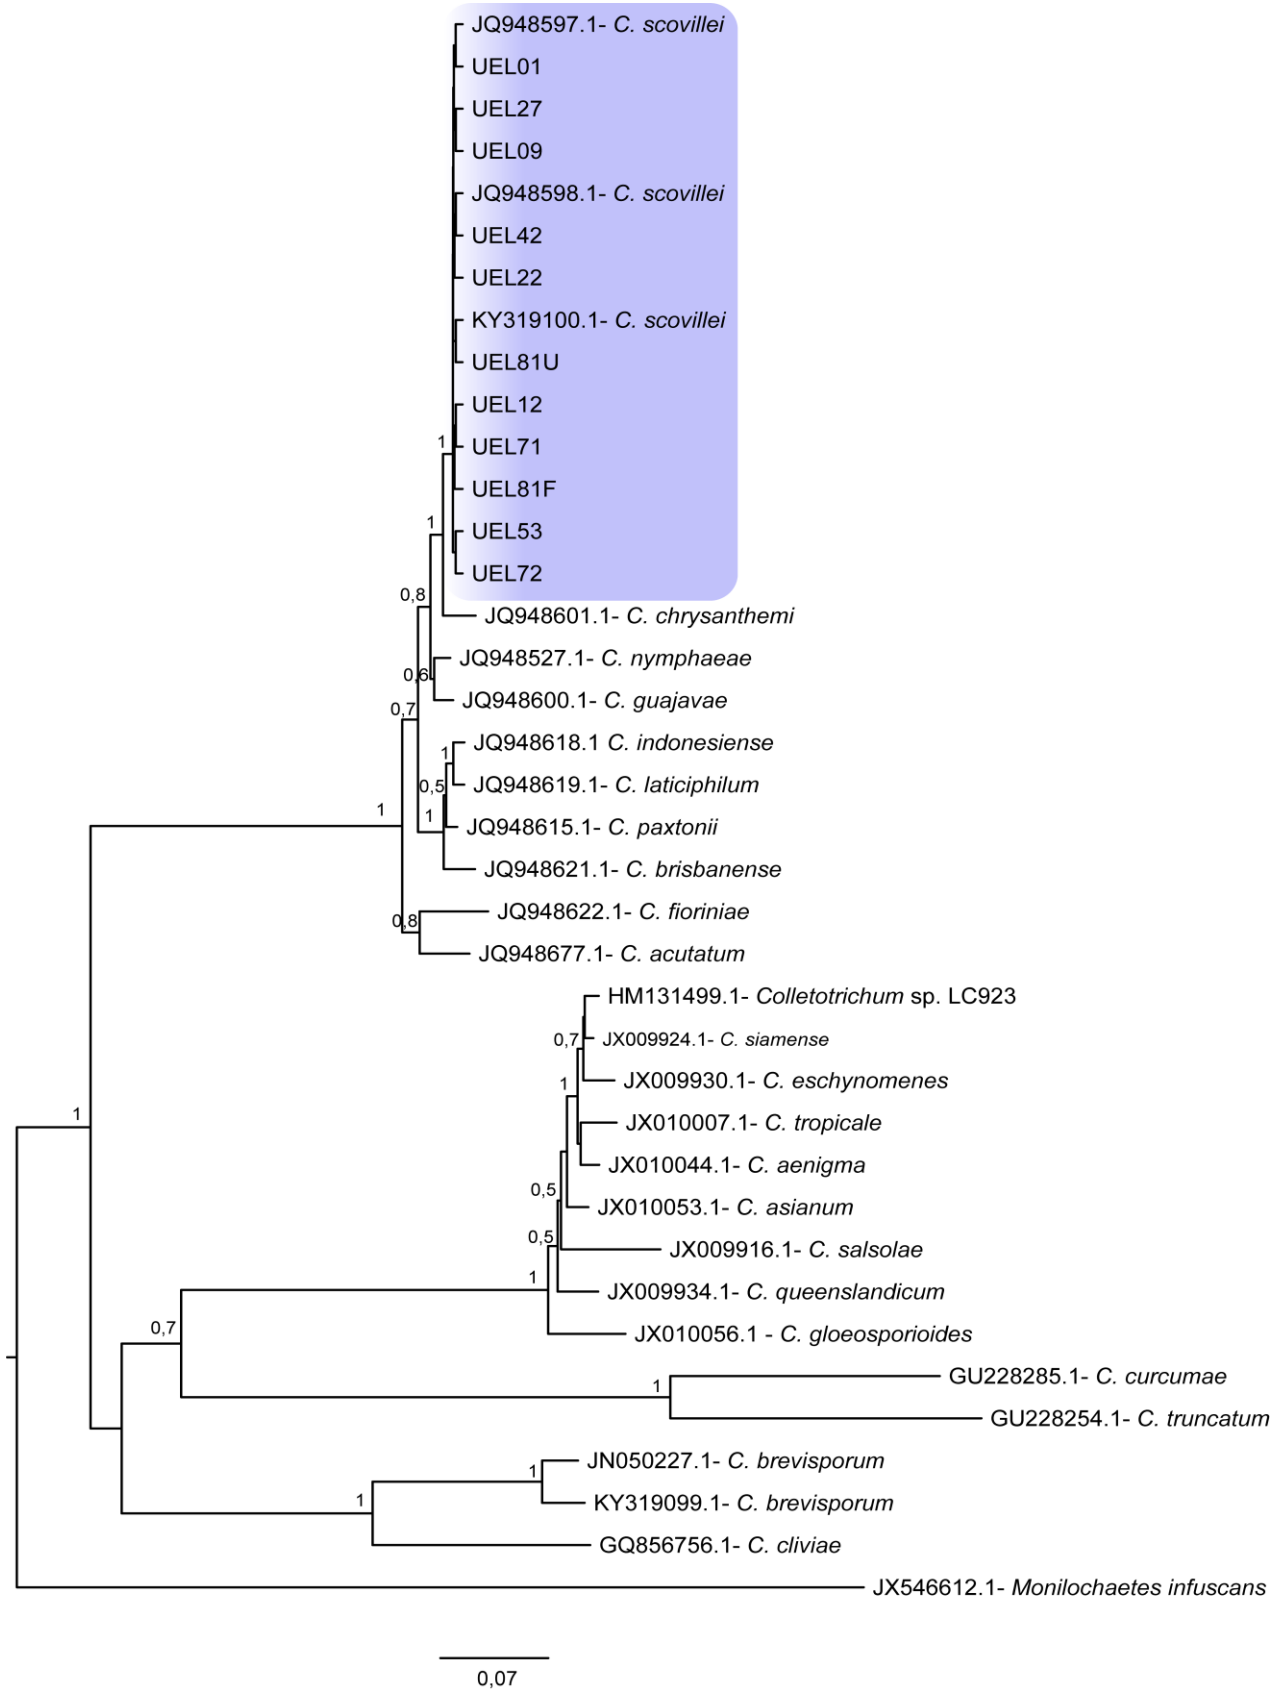 JQ948597.1- C. scovillei
UEL01
UEL27
UEL09
JQ948598.1- C. scovillei
UEL42
UEL22
KY319100.1- C. scovillei
UEL81U
UEL12
UEL71
1
UEL81F
1
UEL53
UEL72
0,8
JQ948601.1- C. chrysanthemi
JQ948527.1- C. nymphaeae
0,6
JQ948600.1- C. guajavae
0,7
JQ948618.1 C. indonesiense
1
0,5
JQ948619.1- C. laticiphilum
1
1
JQ948615.1- C. paxtonii
JQ948621.1- C. brisbanense
JQ948622.1- C. fioriniae
0,8
JQ948677.1- C. acutatum
HM131499.1- Colletotrichum sp. LC923
0,7
JX009924.1- C. siamense
1
JX009930.1- C. eschynomenes
1
JX010007.1- C. tropicale
JX010044.1- C. aenigma
0,5
JX010053.1- C. asianum
0,5
JX009916.1- C. salsolae
1
JX009934.1- C. queenslandicum
0,7
JX010056.1 - C. gloeosporioides
1
GU228285.1- C. curcumae
GU228254.1- C. truncatum
1
JN050227.1- C. brevisporum
1
KY319099.1- C. brevisporum
GQ856756.1- C. cliviae
JX546612.1- Monilochaetes infuscans
0,07